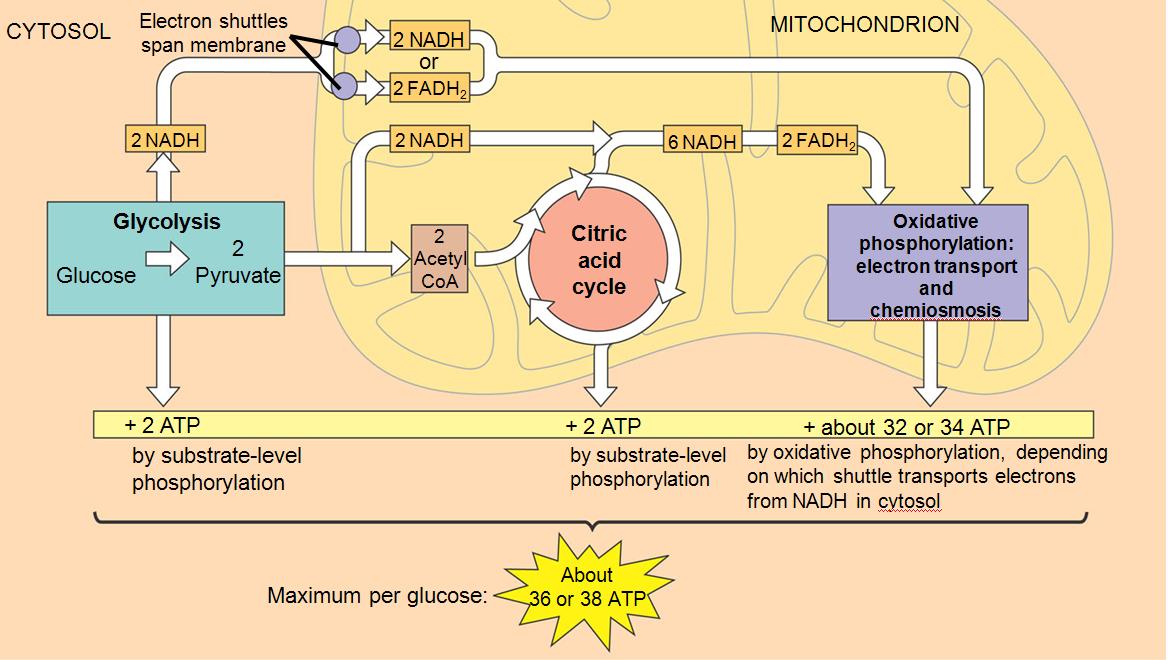 CYTOSOL
Electron shuttles
span membrane
MITOCHONDRION
2 NADH
or
2 FADH₂
2 NADH
2 NADH
6 NADH
2 FADH₂
Glycolysis
Glucose
2
Pyruvate
2
Acetyl
CoA
Citric
acid
cycle
Oxidative
phosphorylation:
electron transport
and
chemiosmosis
+ 2 ATP
by substrate-level
phosphorylation
+ 2 ATP
by substrate-level
phosphorylation
+ about 32 or 34 ATP
by oxidative phosphorylation, depending
on which shuttle transports electrons
from NADH in cytosol
Maximum per glucose:
About
36 or 38 ATP